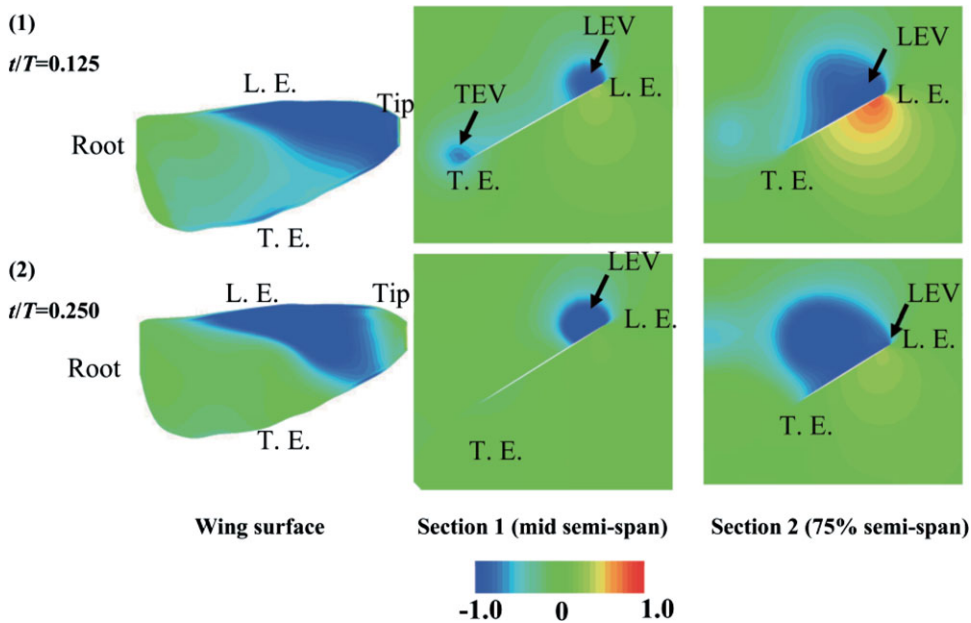 (1)
t/T=0.125
L. E.
Tip
Root
T. E.
LEV
TEV
L. E.
T. E.
LEV
L. E.
T. E.
(2)
t/T=0.250
L. E.
Tip
Root
T. E.
LEV
L. E.
T. E.
LEV
L. E.
T. E.
Wing surface
Section 1 (mid semi-span)
Section 2 (75% semi-span)
-1.0 0 1.0